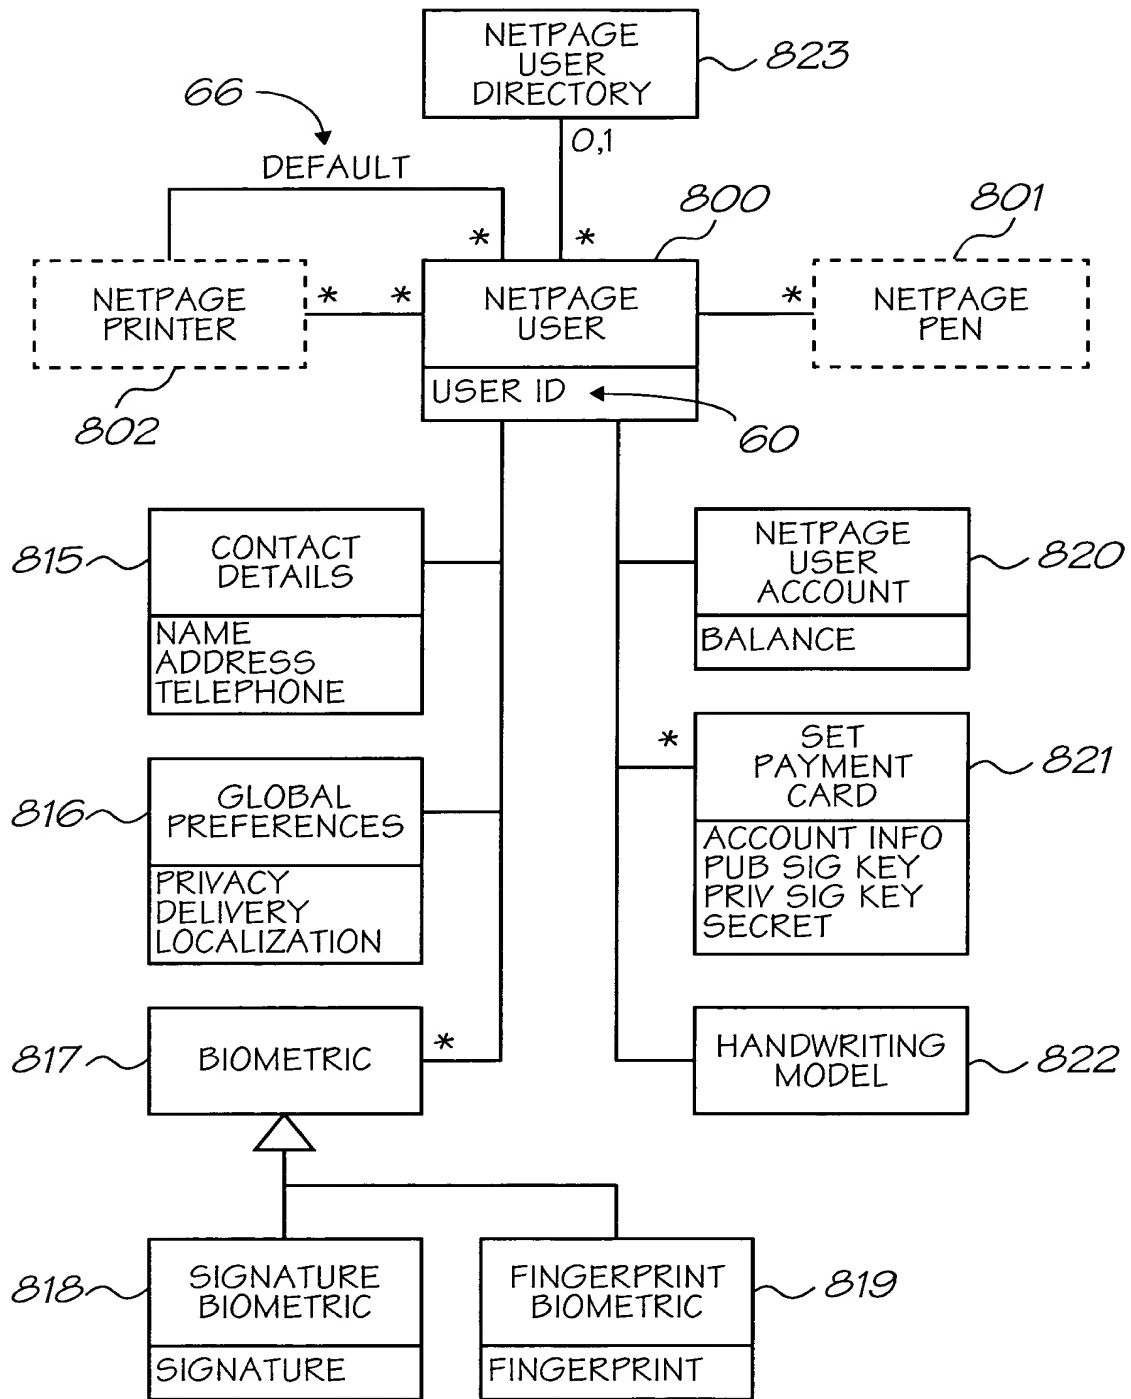 NETPAGE
USER
DIRECTORY
823
66
0,1
DEFAULT
800
801
*
*
NETPAGE
PRINTER
*
*
NETPAGE
USER
*
NETPAGE
PEN
USER ID
802
60
815
CONTACT
DETAILS
NAME
ADDRESS
TELEPHONE
NETPAGE
USER
ACCOUNT
820
BALANCE
816
GLOBAL
PREFERENCES
PRIVACY
DELIVERY
LOCALIZATION
*
SET
PAYMENT
CARD
821
ACCOUNT INFO
PUB SIG KEY
PRIV SIG KEY
SECRET
817
BIOMETRIC
*
HANDWRITING
MODEL
822
818
SIGNATURE
BIOMETRIC
SIGNATURE
FINGERPRINT
BIOMETRIC
819
FINGERPRINT